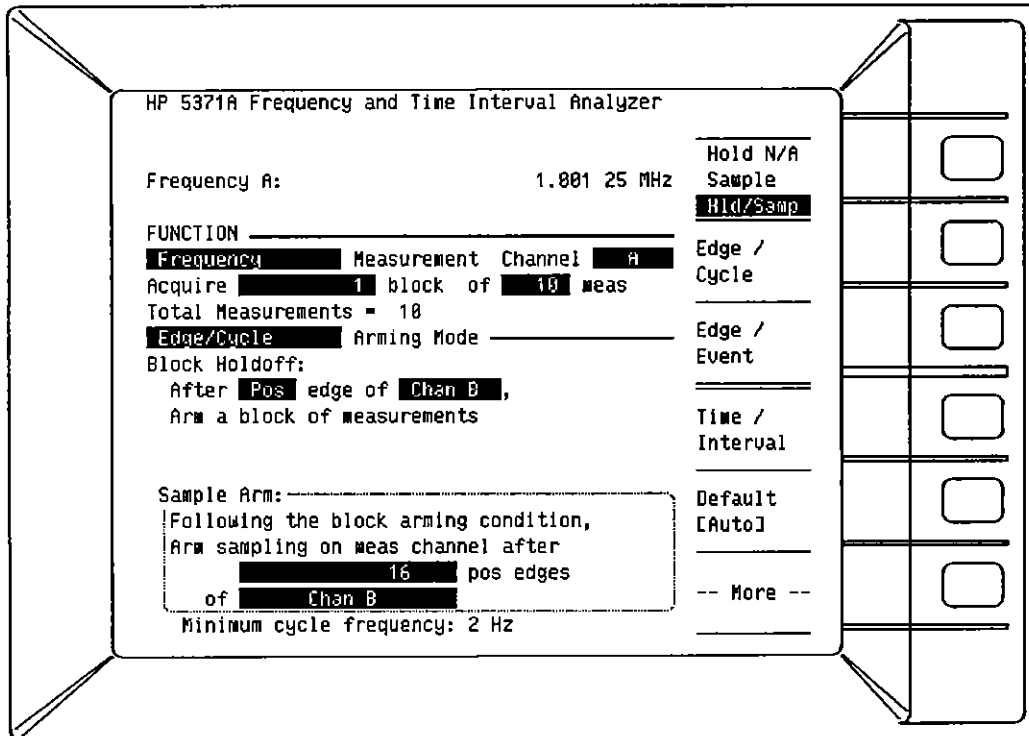 HP 5371A Frequency and Time Interval Analyzer
Frequency A: 1.001 25 MHz
FUNCTION
Frequency Measurement Channel A
Acquire 1 block of 10 meas
Total Measurements = 10
Edge/Cycle Arming Mode
Block Holdoff:
After Pos edge of Chan B ,
Arm a block of measurements
Sample Arm:
Following the block arming condition,
Arm sampling on meas channel after
16 pos edges
of Chan B
Minimum cycle frequency: 2 Hz
Hold N/A
Sample
Hld/Samp
Edge /
Cycle
Edge /
Event
Time /
Interval
Default
[Auto]
-- More --